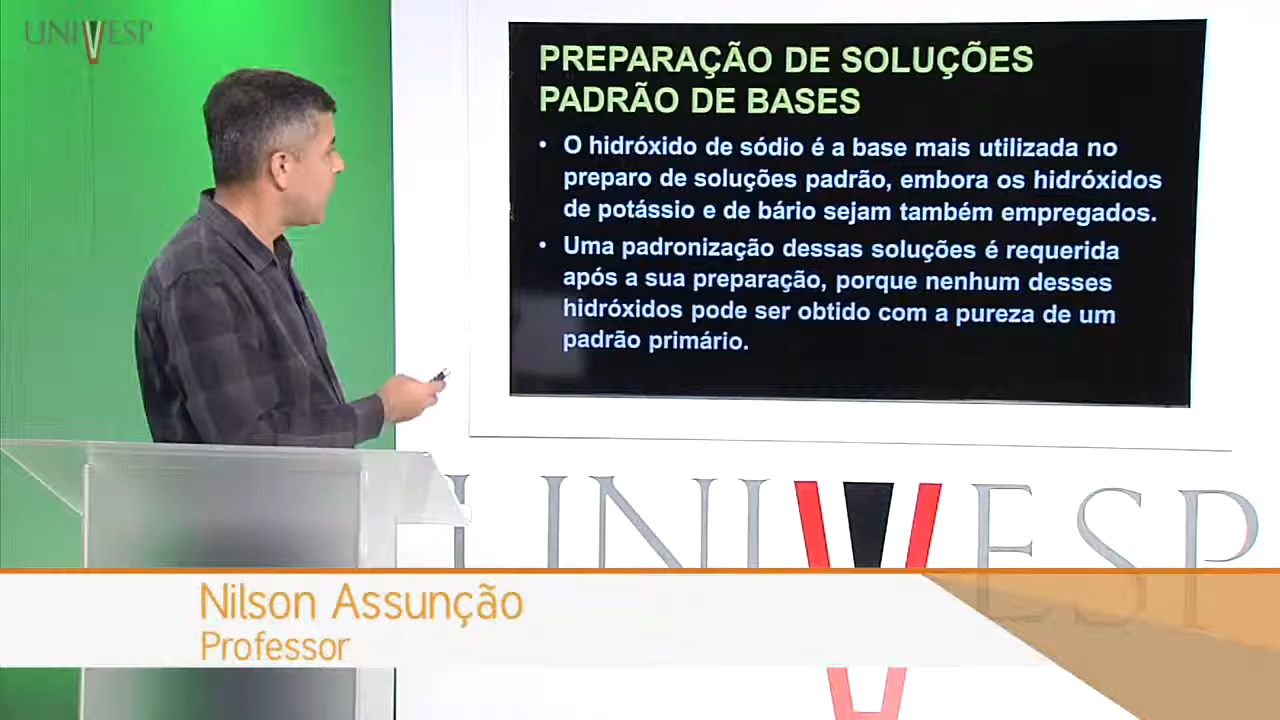 UNIVESP
PREPARAÇÃO DE SOLUÇÕES
PADRÃO DE BASES
• O hidróxido de sódio é a base mais utilizada no
preparo de soluções padrão, embora os hidróxidos
de potássio e de bário sejam também empregados.
• Uma padronização dessas soluções é requerida
após a sua preparação, porque nenhum desses
hidróxidos pode ser obtido com a pureza de um
padrão primário.
UNIVESP
Nilson Assunção
Professor